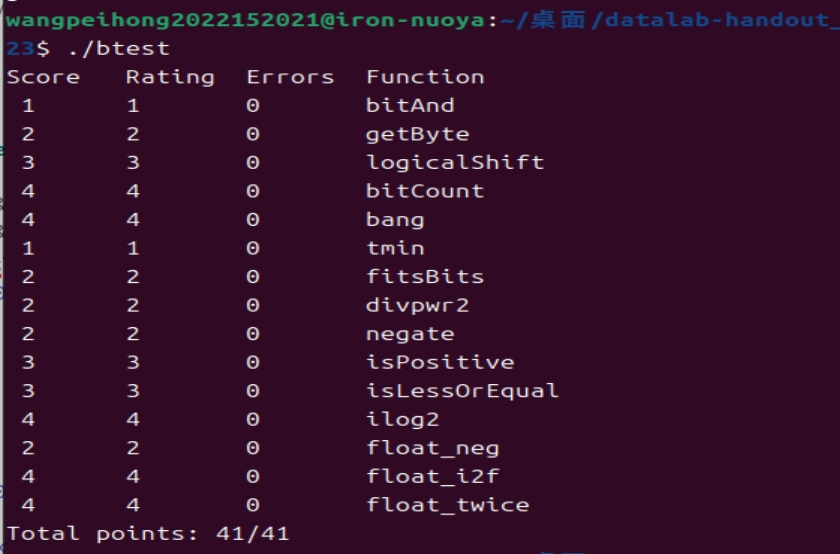 wangpeihong2022152021@iron-nuoya:~/桌面/datalab-handout_
23$ ./btest
Score Rating Errors Function
1 1 0 bitAnd
2 2 0 getByte
3 3 0 logicalShift
4 4 0 bitCount
4 4 0 bang
1 1 0 tmin
2 2 0 fitsBits
2 2 0 divpwr2
2 2 0 negate
3 3 0 isPositive
3 3 0 isLessOrEqual
4 4 0 ilog2
2 2 0 float_neg
4 4 0 float_i2f
4 4 0 float_twice
Total points: 41/41